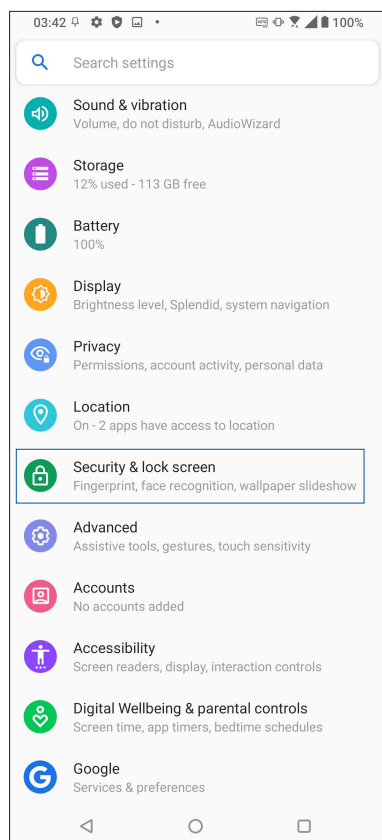 03:42 100%
Search settings
Sound & vibration
Volume, do not disturb, AudioWizard
Storage
12% used - 113 GB free
Battery
100%
Display
Brightness level, Splendid, system navigation
Privacy
Permissions, account activity, personal data
Location
On - 2 apps have access to location
Security & lock screen
Fingerprint, face recognition, wallpaper slideshow
Advanced
Assistive tools, gestures, touch sensitivity
Accounts
No accounts added
Accessibility
Screen readers, display, interaction controls
Digital Wellbeing & parental controls
Screen time, app timers, bedtime schedules
Google
Services & preferences